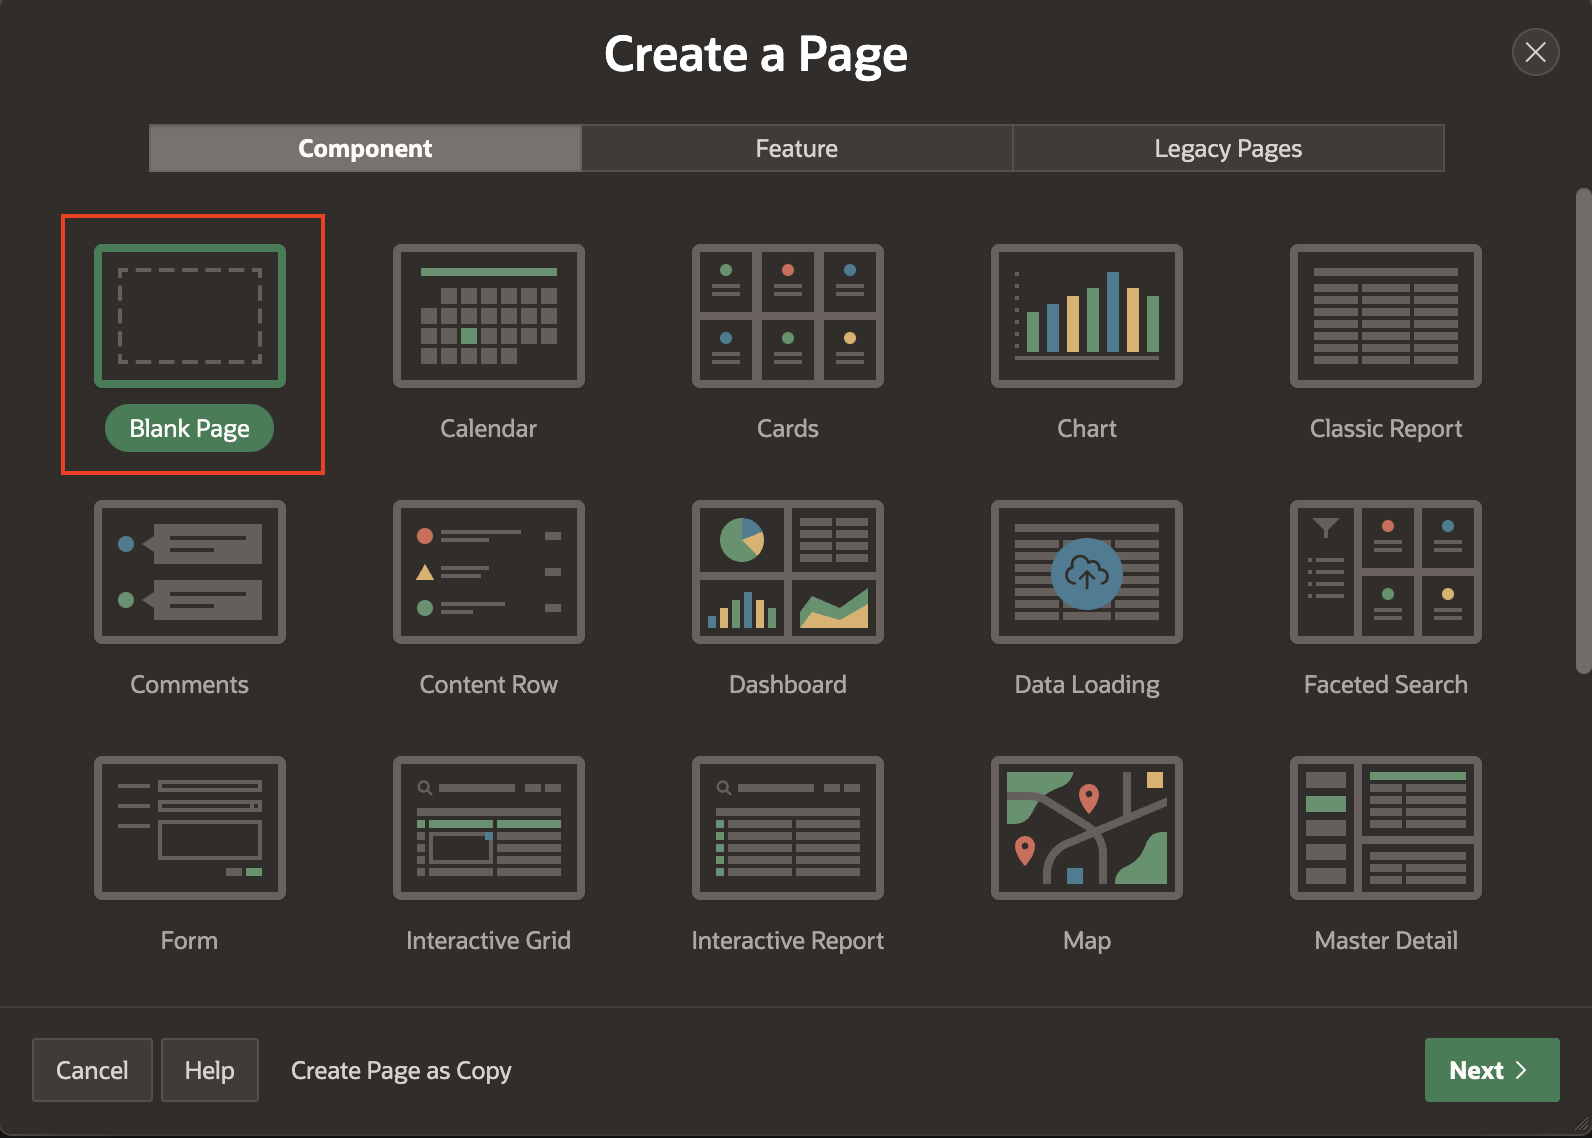 Create a Page
Component Feature Legacy Pages
Blank Page Calendar Cards Chart Classic Report
Comments Content Row Dashboard Data Loading Faceted Search
Form Interactive Grid Interactive Report Map Master Detail
Cancel Help Create Page as Copy Next